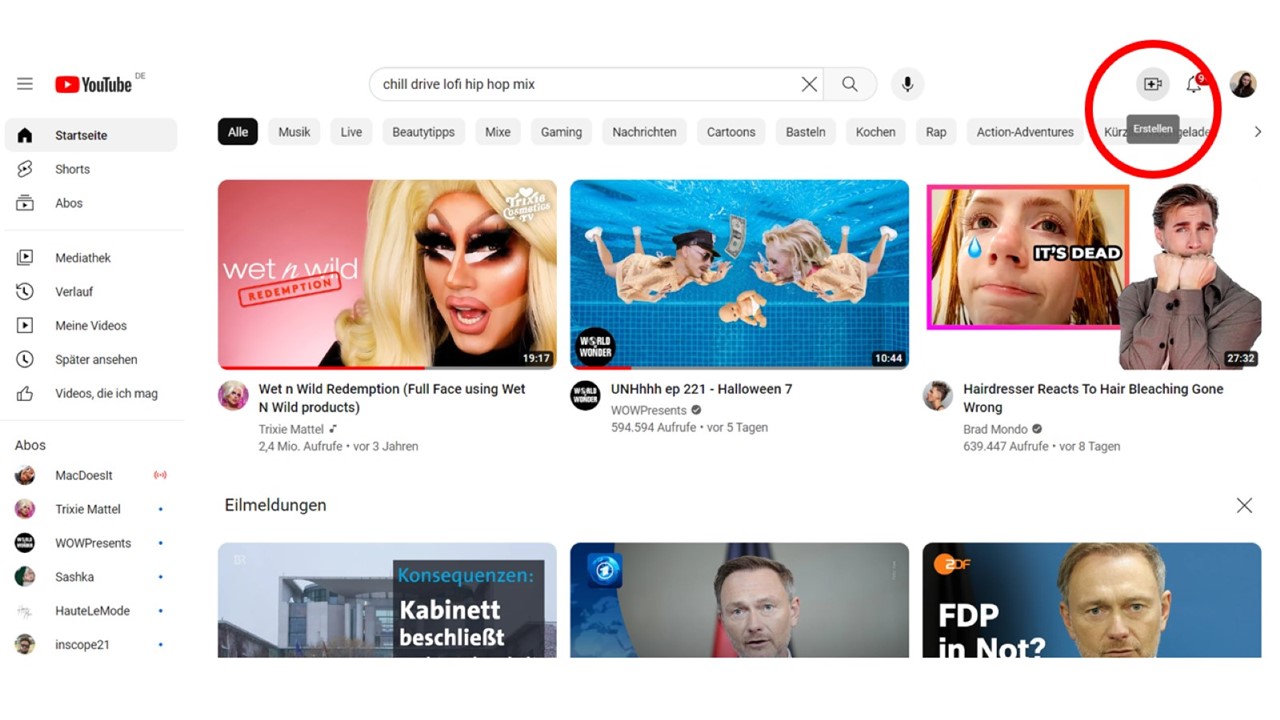 YouTube DE
chill drive lofi hip hop mix
9
Erstellen
Alle Musik Live Beautytipps Mixe Gaming Nachrichten Cartoons Basteln Kochen Rap Action-Adventures
Startseite
Shorts
Abos
Mediathek
Verlauf
Meine Videos
Später ansehen
Videos, die ich mag
Abos
MacDoesIt
Trixie Mattel
WOWPresents
Sashka
HauteLeMode
inscope21
Trixie
Cosmetics
TV
wet n wild
REDEMPTION
19:17
Wet n Wild Redemption (Full Face using Wet
N Wild products)
Trixie Mattel
2,4 Mio. Aufrufe • vor 3 Jahren
WORLD
WONDER
10:44
UNHhhh ep 221 - Halloween 7
WOWPresents
594.594 Aufrufe • vor 5 Tagen
IT'S DEAD
27:32
Hairdresser Reacts To Hair Bleaching Gone
Wrong
Brad Mondo
639.447 Aufrufe • vor 8 Tagen
Eilmeldungen
BR
Konsequenzen:
Kabinett
beschließt
ZDF
FDP
in Not?